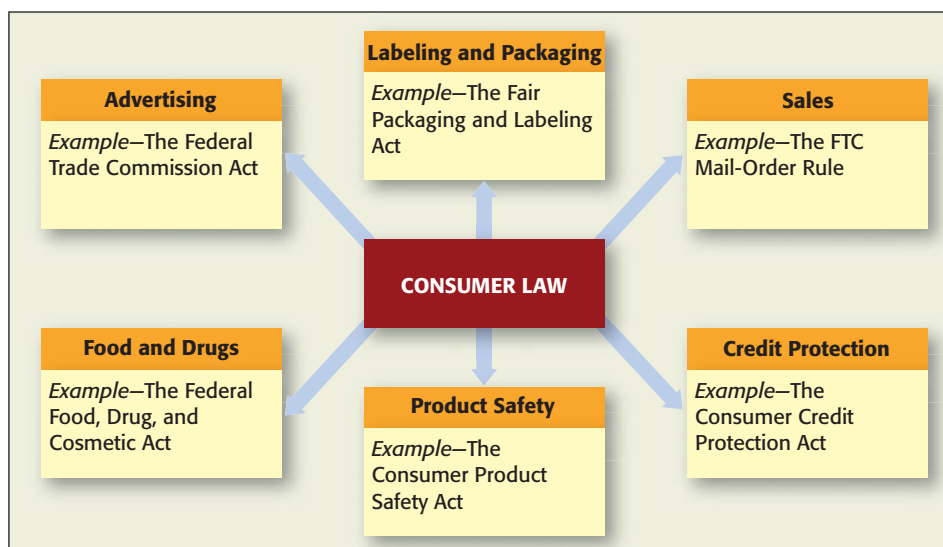 Labeling and Packaging
Example—The Fair
Packaging and Labeling
Act
Advertising
Example—The Federal
Trade Commission Act
Sales
Example—The FTC
Mail-Order Rule
CONSUMER LAW
Food and Drugs
Example—The Federal
Food, Drug, and
Cosmetic Act
Product Safety
Example—The
Consumer Product
Safety Act
Credit Protection
Example—The
Consumer Credit
Protection Act